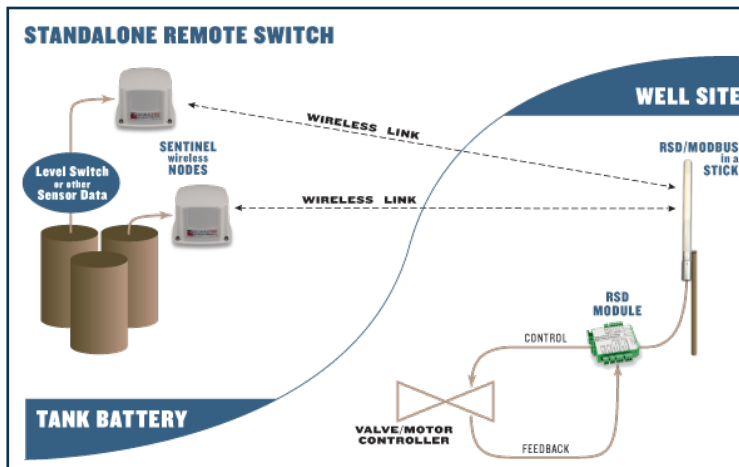 STANDALONE REMOTE SWITCH
WELL SITE
WIRELESS LINK
RSD/MODBUS
in a
STICK
SENTINEL
wireless
NODES
Level Switch
or other
Sensor Data
WIRELESS LINK
RSD
MODULE
CONTROL
TANK BATTERY
VALVE/MOTOR
CONTROLLER
FEEDBACK